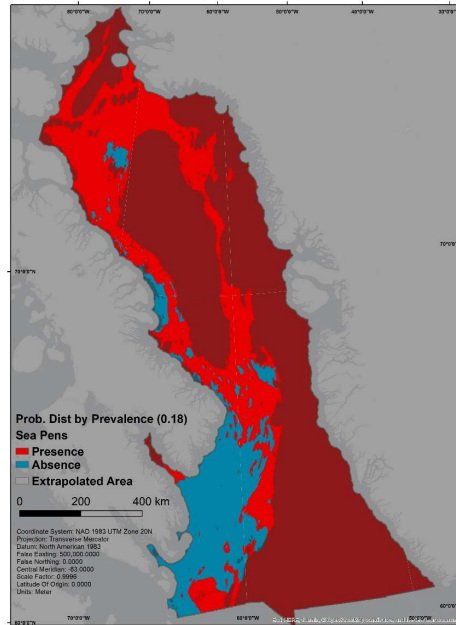 80°0'0"W 70°0'0"W 60°0'0"W 50°0'0"W 40°0'0"W 30°0'0"W
70°0'0"N 70°0'0"N
Prob. Dist by Prevalence (0.18)
Sea Pens
Presence
Absence
Extrapolated Area
0 200 400 km
Coordinate System: NAD 1983 UTM Zone 20N
Projection: Transverse Mercator
Datum: North American 1983
False Easting: 500,000.0000
False Northing: 0.0000
Central Meridian: -63.0000
Scale Factor: 0.9996
Latitude Of Origin: 0.0000
Units: Meter
60°0'0"N
70°0'0"W 60°0'0"W 50°0'0"W